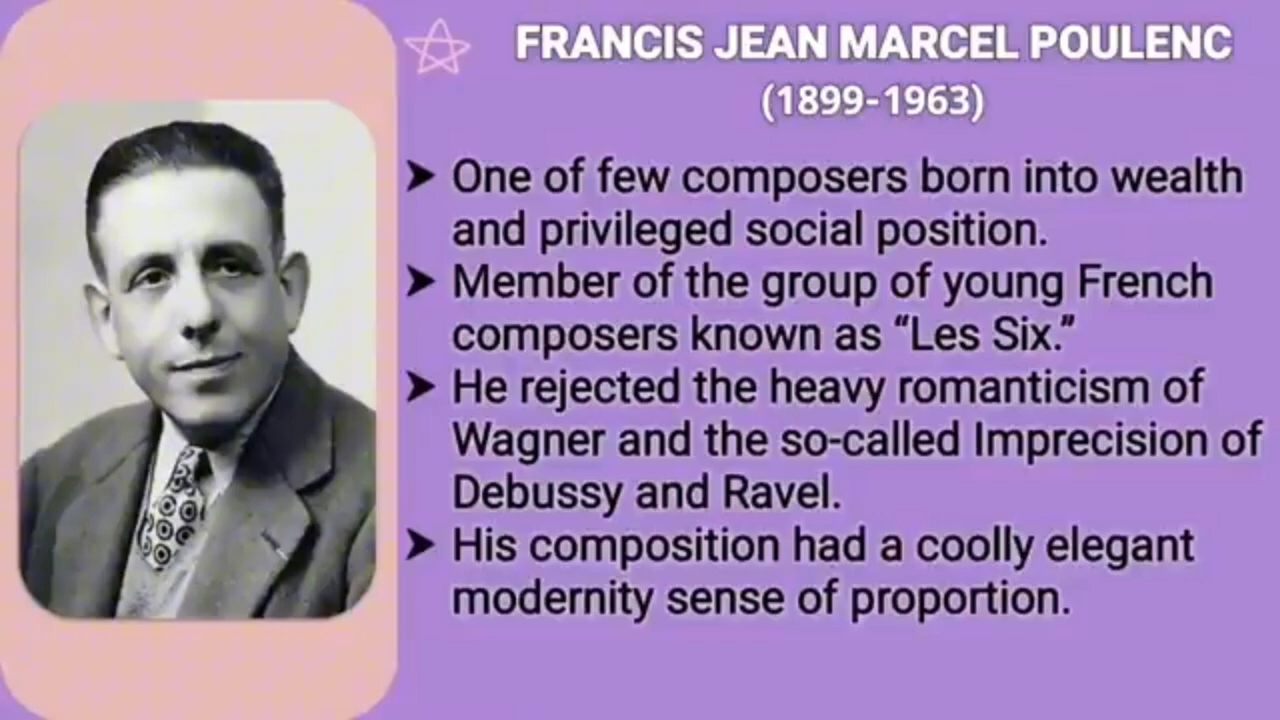 FRANCIS JEAN MARCEL POULENC
(1899-1963)
➤ One of few composers born into wealth
and privileged social position.
➤ Member of the group of young French
composers known as “Les Six.”
➤ He rejected the heavy romanticism of
Wagner and the so-called Imprecision of
Debussy and Ravel.
➤ His composition had a coolly elegant
modernity sense of proportion.